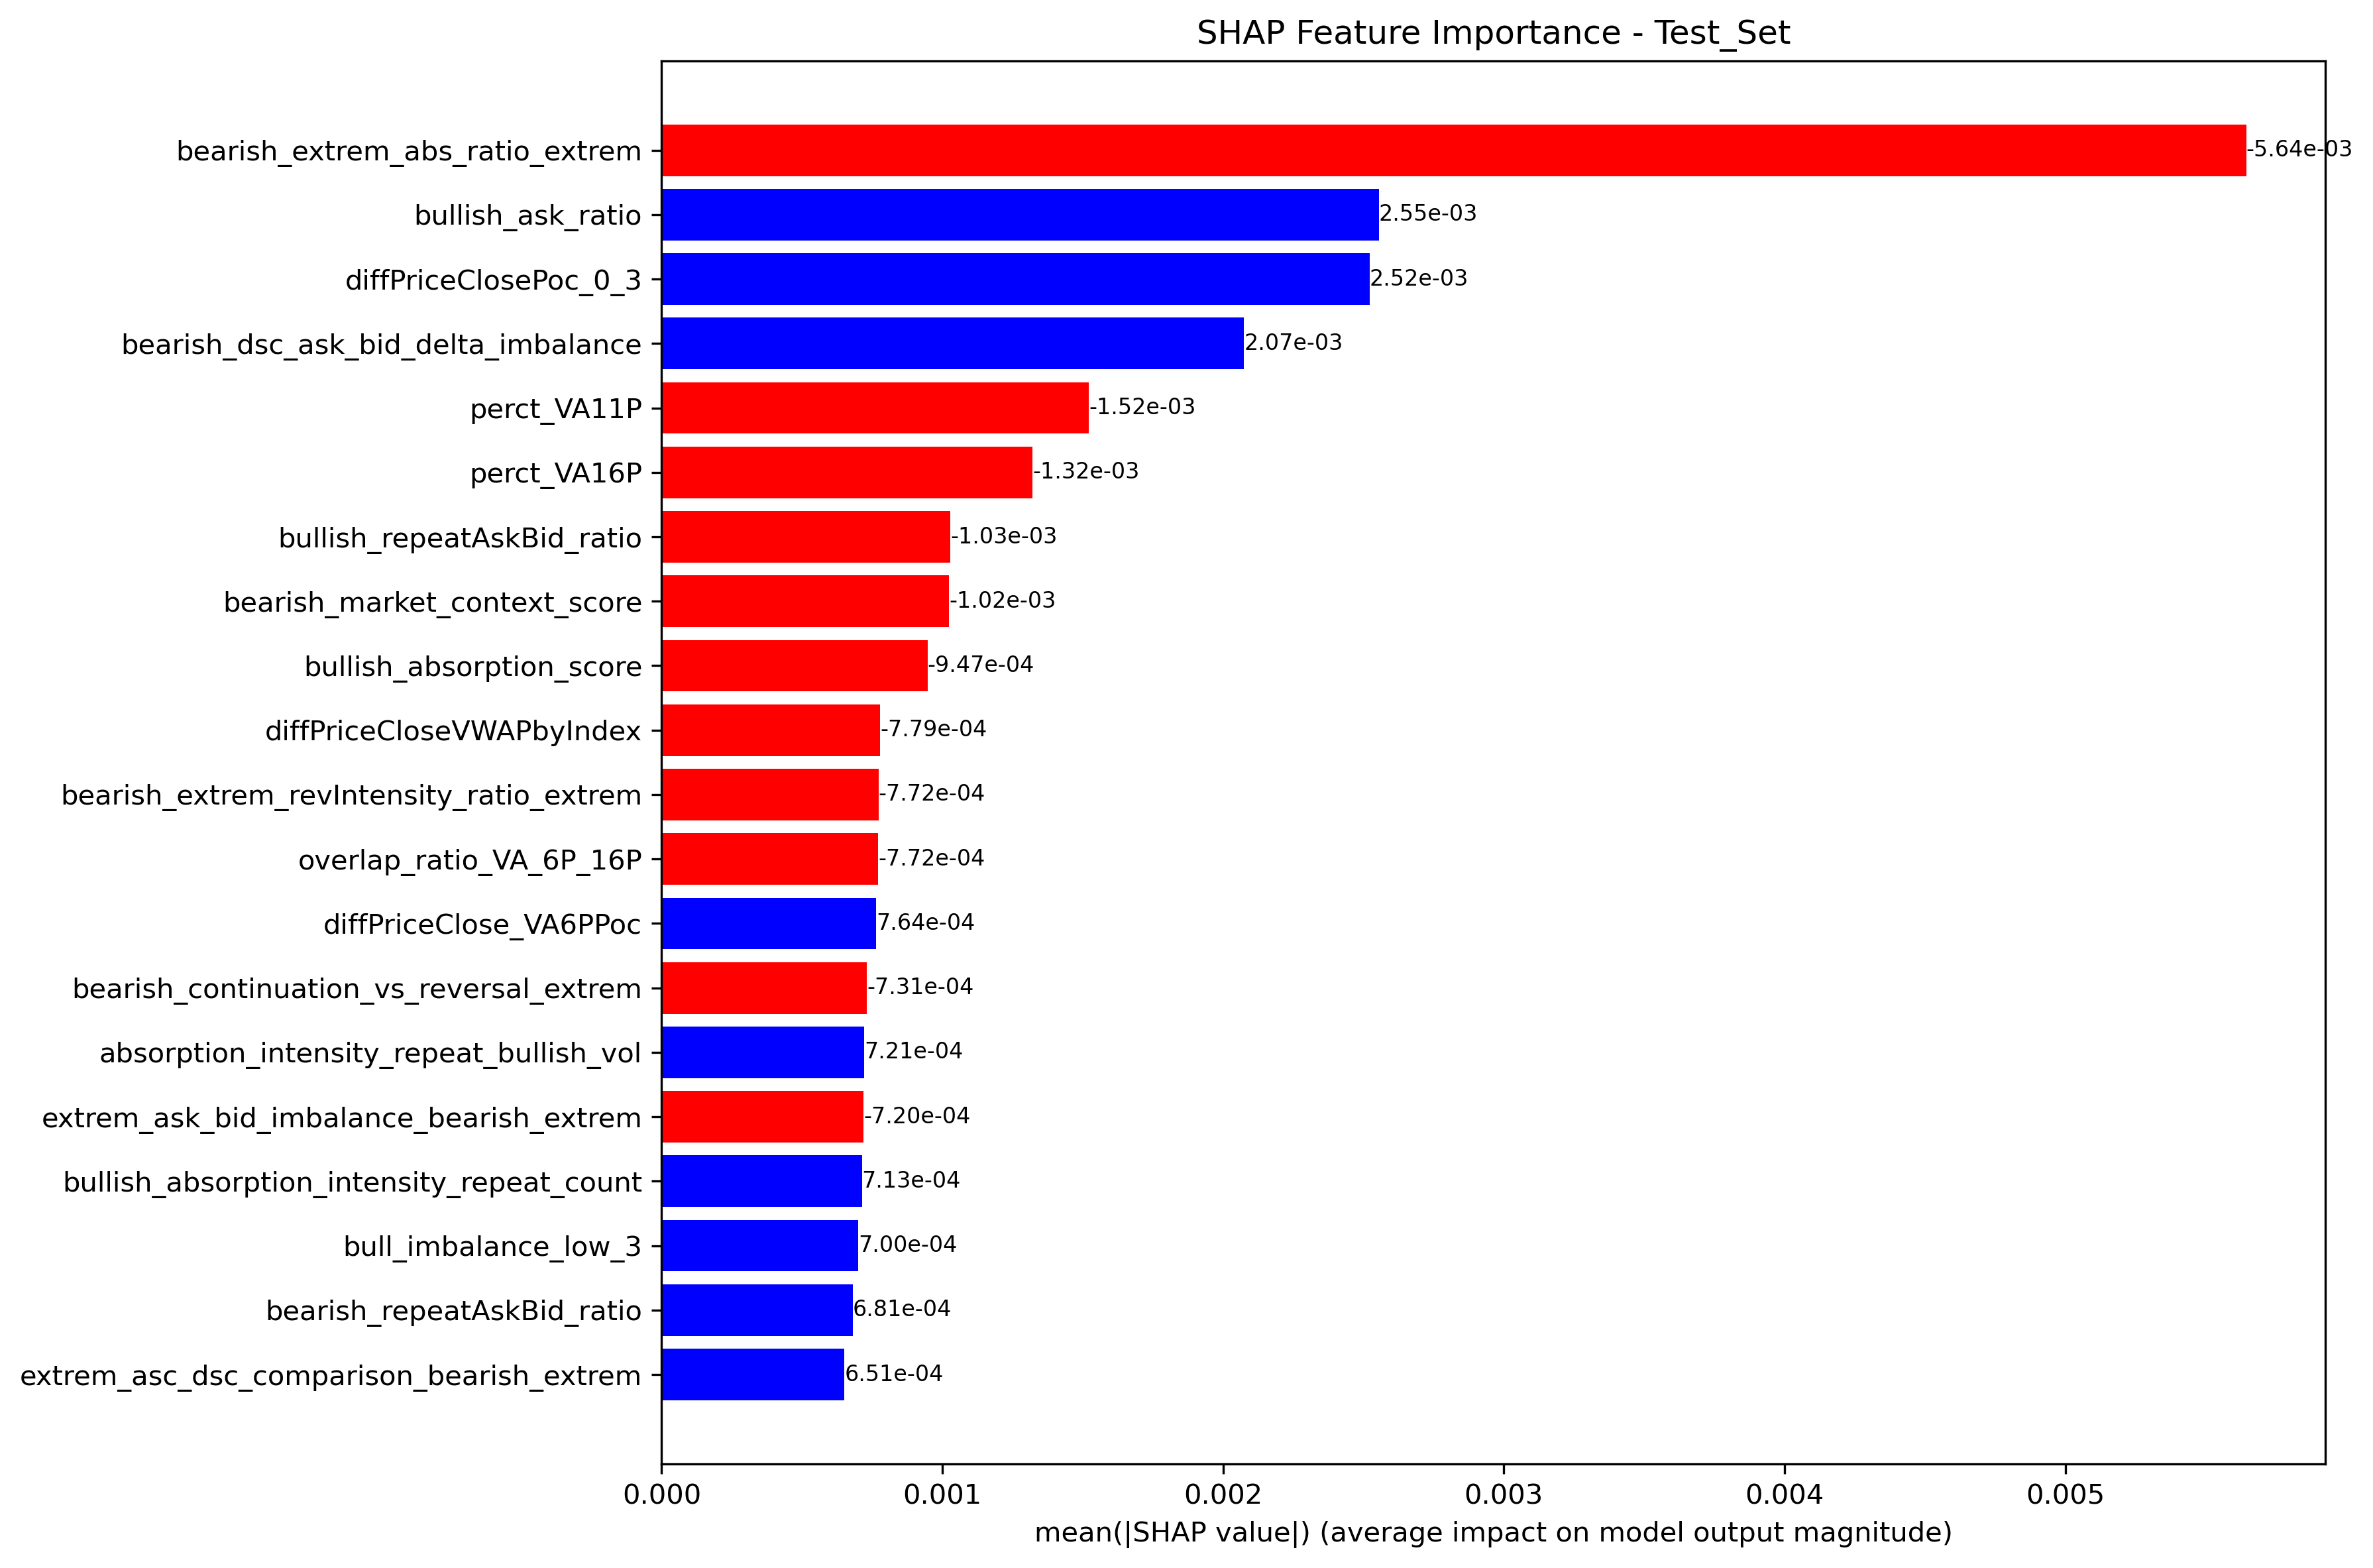 SHAP Feature Importance - Test_Set
bearish_extrem_abs_ratio_extrem -5.64e-03
bullish_ask_ratio 2.55e-03
diffPriceClosePoc_0_3 2.52e-03
bearish_dsc_ask_bid_delta_imbalance 2.07e-03
perct_VA11P -1.52e-03
perct_VA16P -1.32e-03
bullish_repeatAskBid_ratio -1.03e-03
bearish_market_context_score -1.02e-03
bullish_absorption_score -9.47e-04
diffPriceCloseVWAPbyIndex -7.79e-04
bearish_extrem_revIntensity_ratio_extrem -7.72e-04
overlap_ratio_VA_6P_16P -7.72e-04
diffPriceClose_VA6PPoc 7.64e-04
bearish_continuation_vs_reversal_extrem -7.31e-04
absorption_intensity_repeat_bullish_vol 7.21e-04
extrem_ask_bid_imbalance_bearish_extrem -7.20e-04
bullish_absorption_intensity_repeat_count 7.13e-04
bull_imbalance_low_3 7.00e-04
bearish_repeatAskBid_ratio 6.81e-04
extrem_asc_dsc_comparison_bearish_extrem 6.51e-04
0.000 0.001 0.002 0.003 0.004 0.005
mean(|SHAP value|) (average impact on model output magnitude)